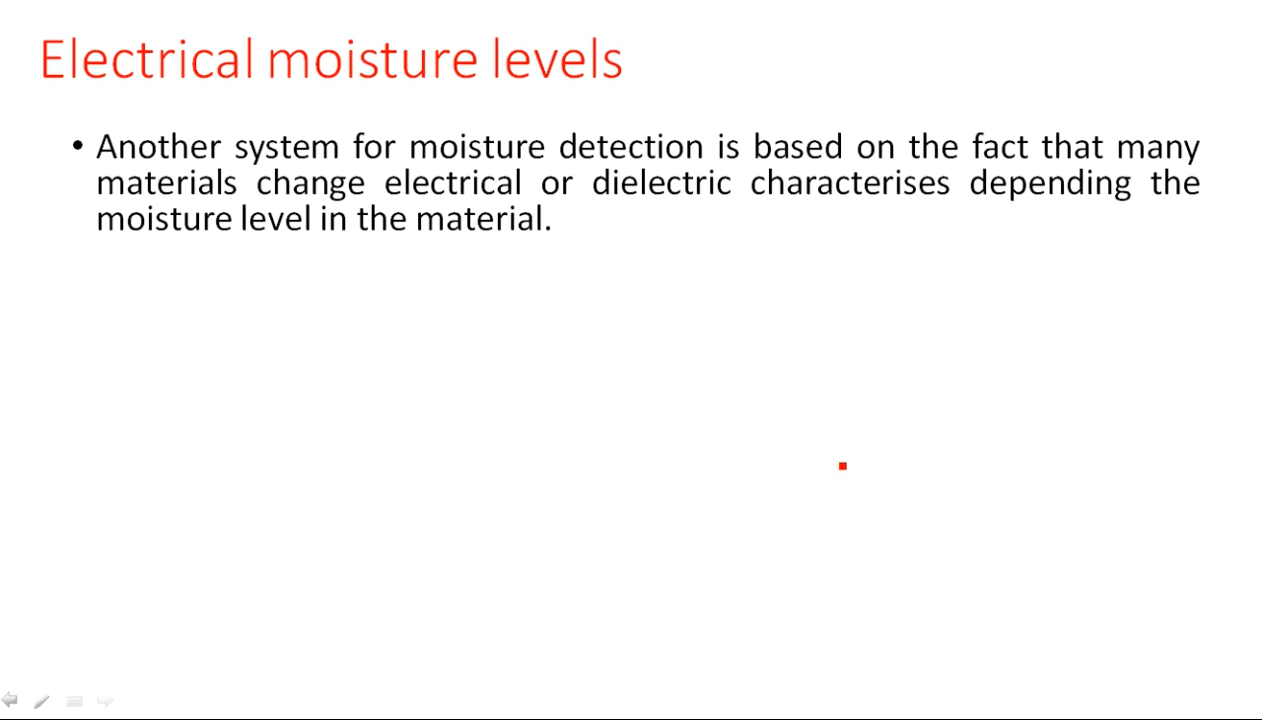 Electrical moisture levels
• Another system for moisture detection is based on the fact that many
materials change electrical or dielectric characterises depending the
moisture level in the material.